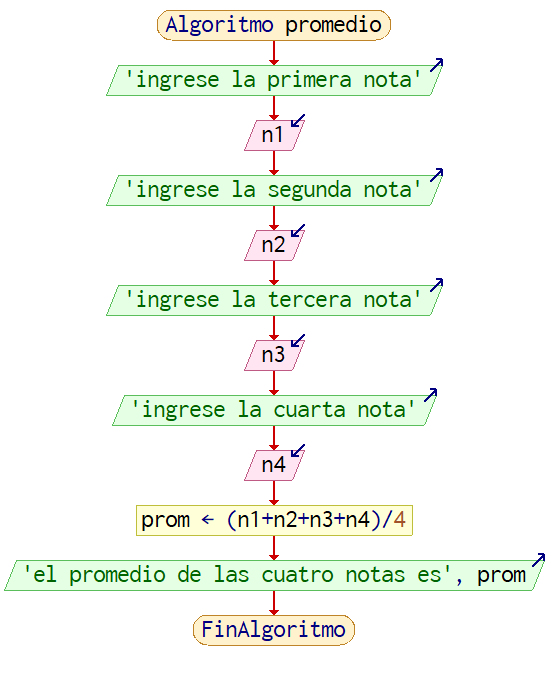 Algoritmo promedio
'ingrese la primera nota'
n1
'ingrese la segunda nota'
n2
'ingrese la tercera nota'
n3
'ingrese la cuarta nota'
n4
prom ← (n1+n2+n3+n4)/4
'el promedio de las cuatro notas es', prom
FinAlgoritmo